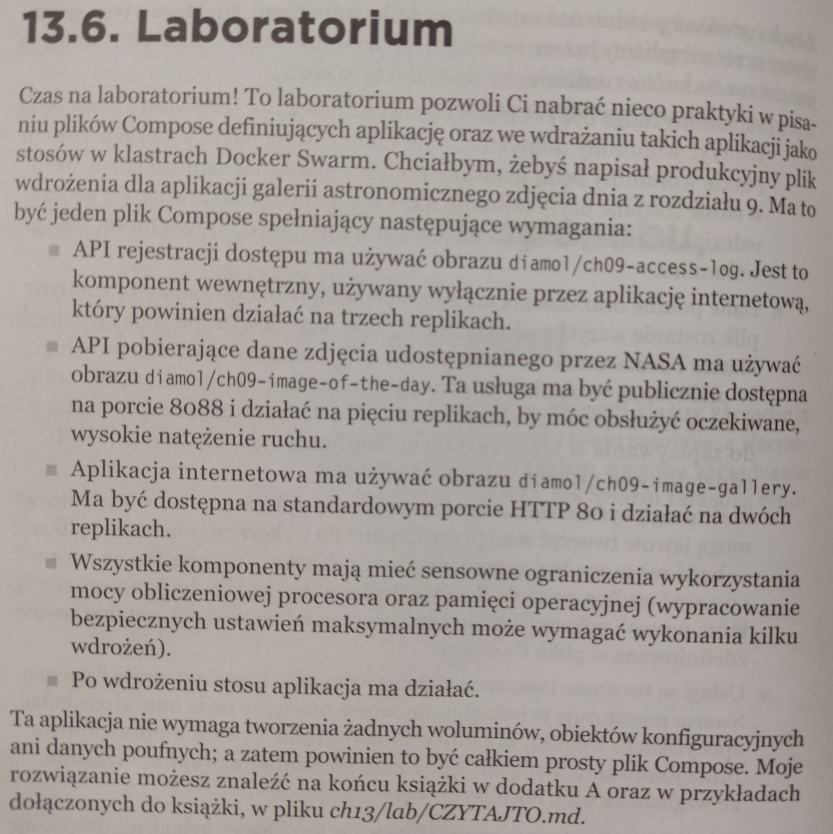 13.6. Laboratorium
Czas na laboratorium! To laboratorium pozwoli Ci nabrać nieco praktyki w pisa-
niu plików Compose definiujących aplikację oraz we wdrażaniu takich aplikacji jako
stosów w klastrach Docker Swarm. Chciałbym, żebyś napisał produkcyjny plik
wdrożenia dla aplikacji galerii astronomicznego zdjęcia dnia z rozdziału 9. Ma to
być jeden plik Compose spełniający następujące wymagania:
■ API rejestracji dostępu ma używać obrazu diamol/ch09-access-log. Jest to
komponent wewnętrzny, używany wyłącznie przez aplikację internetową,
który powinien działać na trzech replikach.
■ API pobierające dane zdjęcia udostępnianego przez NASA ma używać
obrazu diamol/ch09-image-of-the-day. Ta usługa ma być publicznie dostępna
na porcie 8088 i działać na pięciu replikach, by móc obsłużyć oczekiwane,
wysokie natężenie ruchu.
■ Aplikacja internetowa ma używać obrazu diamol/ch09-image-gallery.
Ma być dostępna na standardowym porcie HTTP 80 i działać na dwóch
replikach.
■ Wszystkie komponenty mają mieć sensowne ograniczenia wykorzystania
mocy obliczeniowej procesora oraz pamięci operacyjnej (wypracowanie
bezpiecznych ustawień maksymalnych może wymagać wykonania kilku
wdrożeń).
■ Po wdrożeniu stosu aplikacja ma działać.
Ta aplikacja nie wymaga tworzenia żadnych woluminów, obiektów konfiguracyjnych
ani danych poufnych; a zatem powinien to być całkiem prosty plik Compose. Moje
rozwiązanie możesz znaleźć na końcu książki w dodatku A oraz w przykładach
dołączonych do książki, w pliku ch13/lab/CZYTAJTO.md.